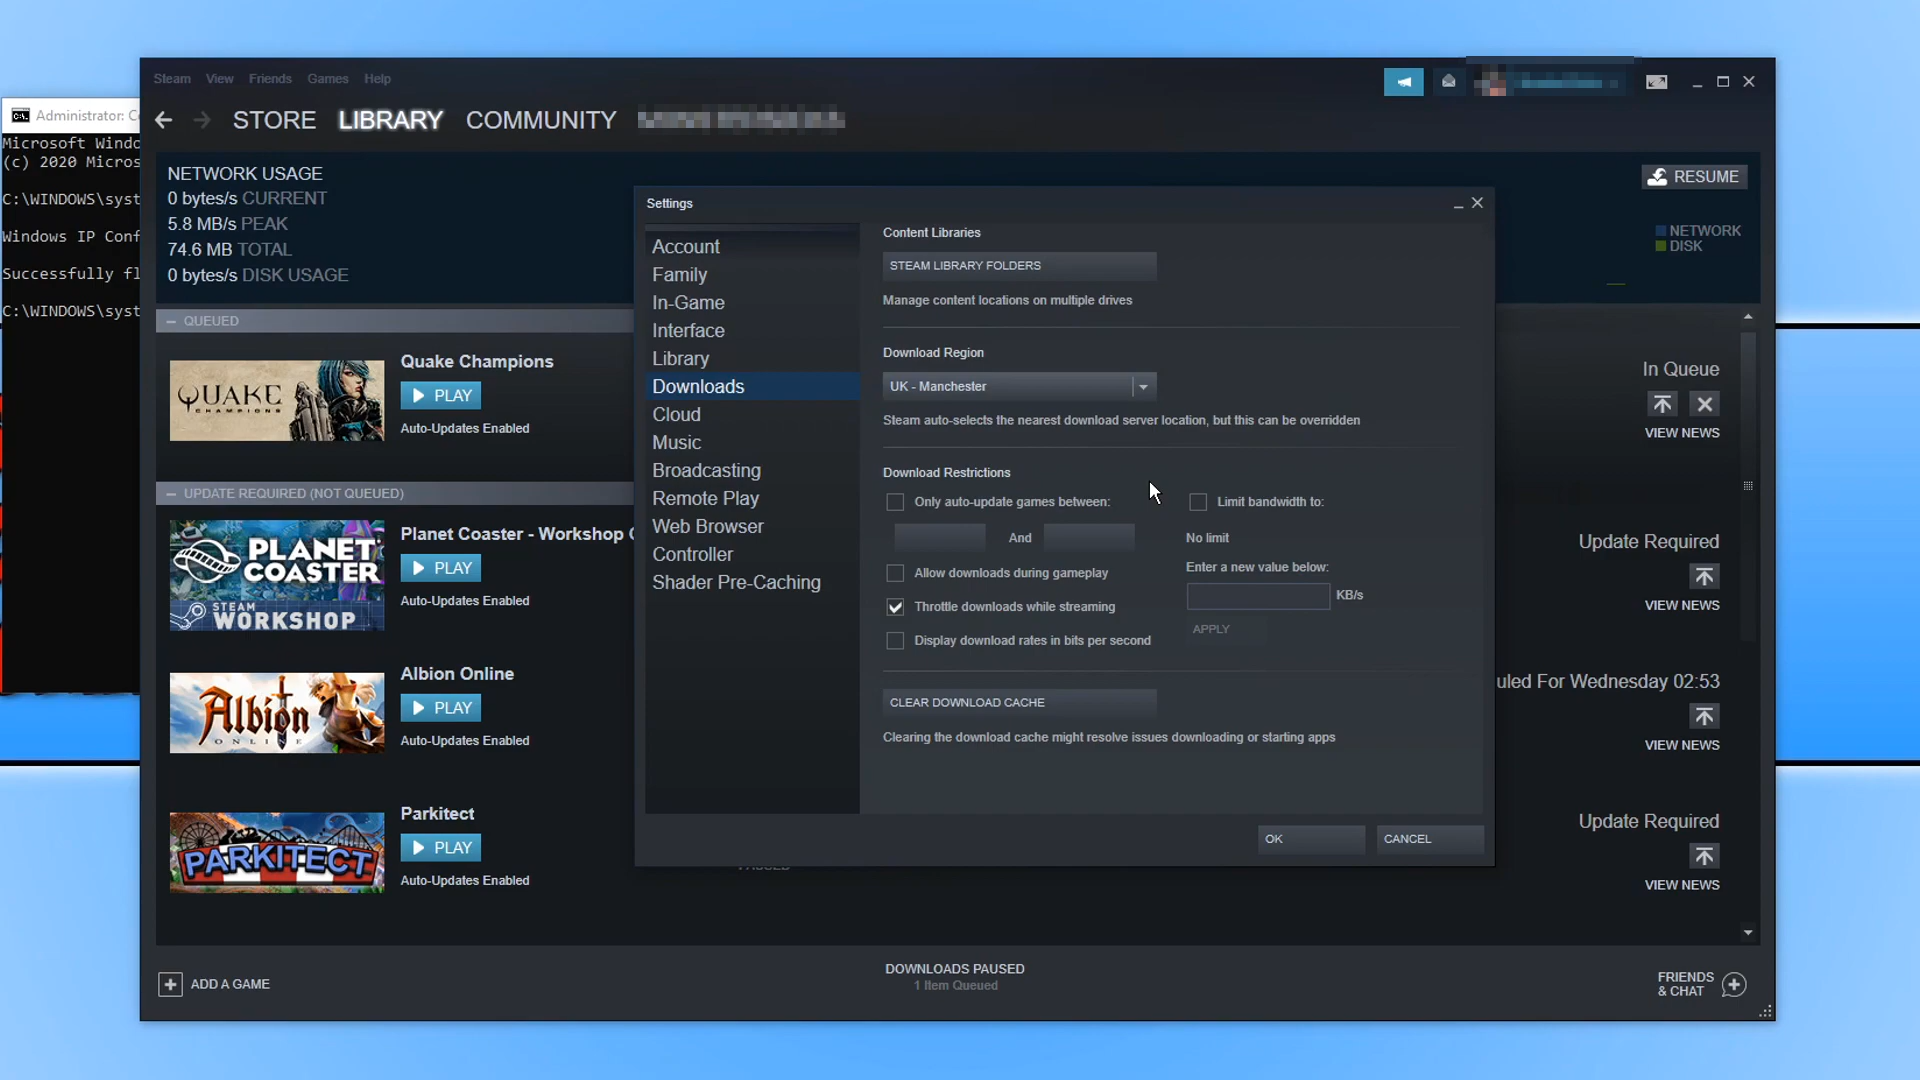 Steam View Friends Games Help
Administrator: C
STORE LIBRARY COMMUNITY
Microsoft Windo
(c) 2020 Micros
C:\WINDOWS\syst
Windows IP Conf
Successfully fl
C:\WINDOWS\syst
NETWORK USAGE
0 bytes/s CURRENT
5.8 MB/s PEAK
74.6 MB TOTAL
0 bytes/s DISK USAGE
RESUME
NETWORK
DISK
QUEUED
QUAKE
CHAMPIONS
Quake Champions
PLAY
Auto-Updates Enabled
In Queue
VIEW NEWS
UPDATE REQUIRED (NOT QUEUED)
PLANET
COASTER
STEAM
WORKSHOP
Planet Coaster - Workshop
PLAY
Auto-Updates Enabled
Update Required
VIEW NEWS
Albion
ONLINE
Albion Online
PLAY
Auto-Updates Enabled
uled For Wednesday 02:53
VIEW NEWS
PARKITECT
Parkitect
PLAY
Auto-Updates Enabled
Update Required
VIEW NEWS
Settings
Account
Family
In-Game
Interface
Library
Downloads
Cloud
Music
Broadcasting
Remote Play
Web Browser
Controller
Shader Pre-Caching
Content Libraries
STEAM LIBRARY FOLDERS
Manage content locations on multiple drives
Download Region
UK - Manchester
Steam auto-selects the nearest download server location, but this can be overridden
Download Restrictions
Only auto-update games between:
And
Allow downloads during gameplay
Throttle downloads while streaming
Display download rates in bits per second
Limit bandwidth to:
No limit
Enter a new value below:
KB/s
APPLY
CLEAR DOWNLOAD CACHE
Clearing the download cache might resolve issues downloading or starting apps
OK CANCEL
PAUSED
ADD A GAME
DOWNLOADS PAUSED
1 Item Queued
FRIENDS
& CHAT